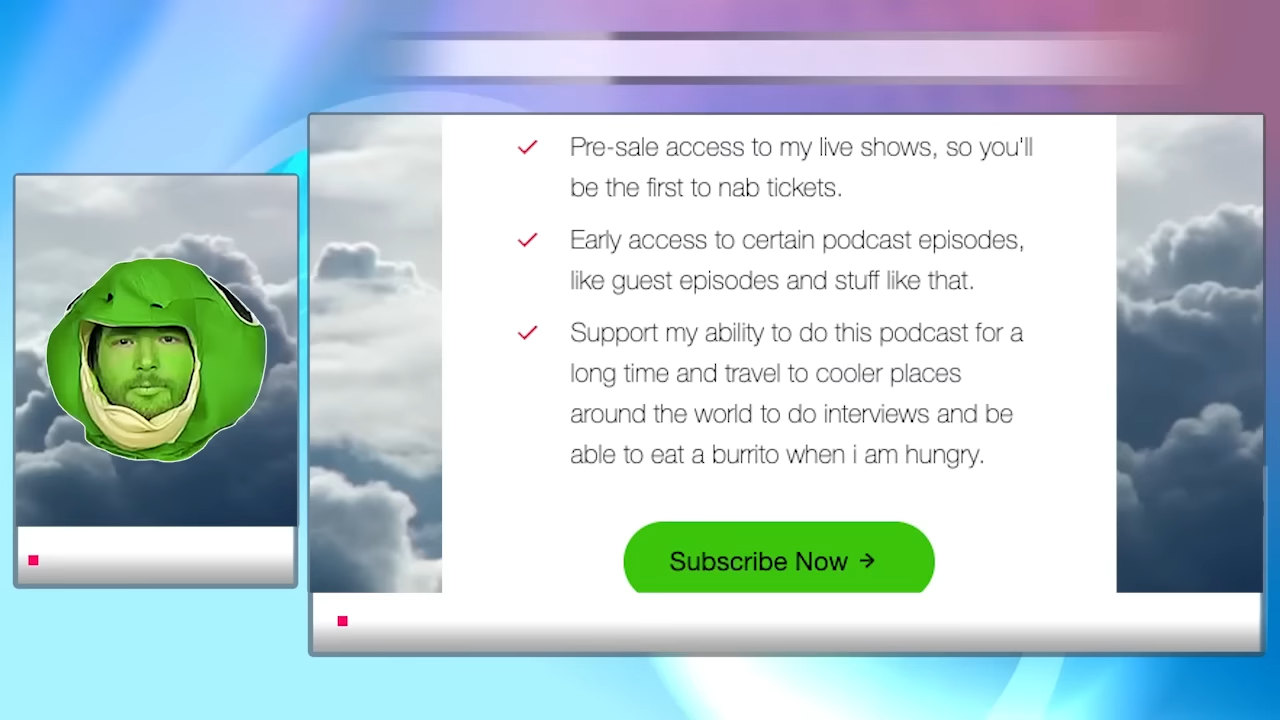 Pre-sale access to my live shows, so you'll
be the first to nab tickets.
Early access to certain podcast episodes,
like guest episodes and stuff like that.
Support my ability to do this podcast for a
long time and travel to cooler places
around the world to do interviews and be
able to eat a burrito when i am hungry.
Subscribe Now →